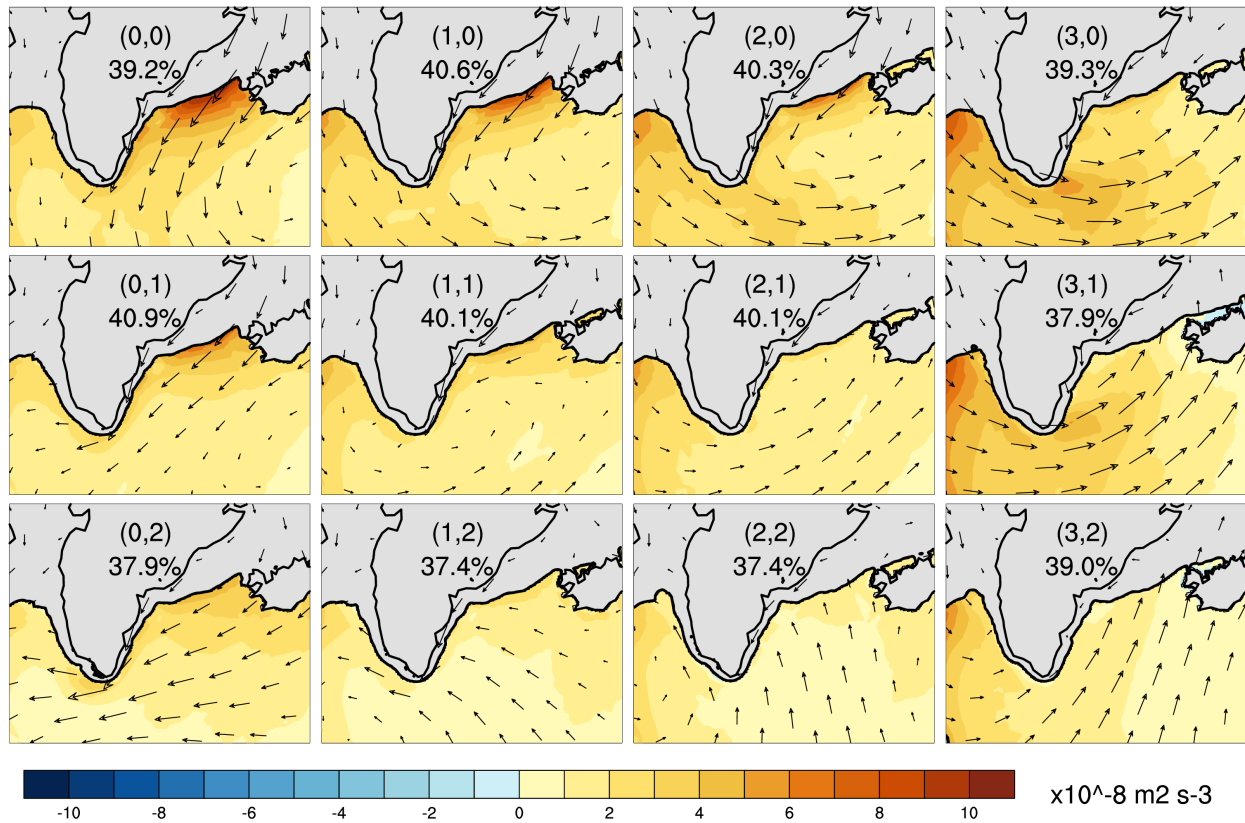 (0,0) (1,0) (2,0) (3,0)
39.2% 40.6% 40.3% 39.3%
(0,1) (1,1) (2,1) (3,1)
40.9% 40.1% 40.1% 37.9%
(0,2) (1,2) (2,2) (3,2)
37.9% 37.4% 37.4% 39.0%
x10^-8 m2 s-3
-10 -8 -6 -4 -2 0 2 4 6 8 10